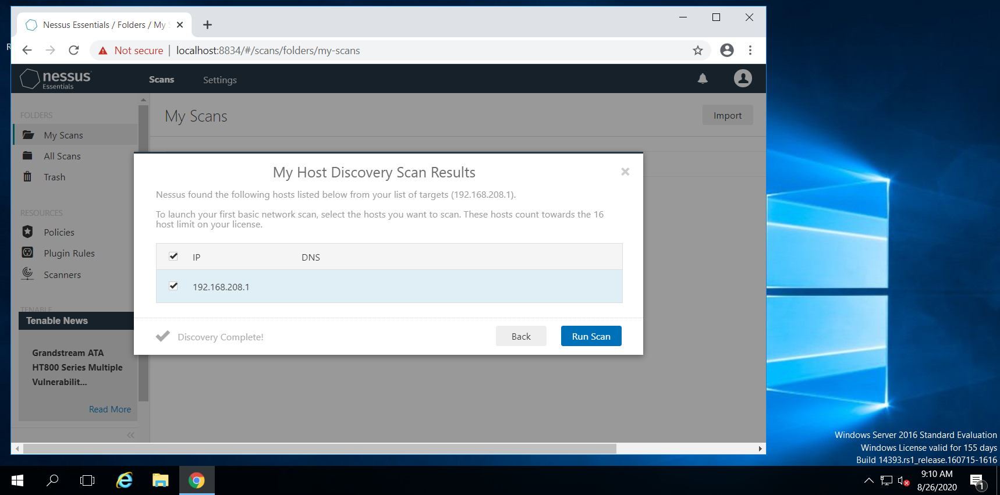 R
Nessus Essentials / Folders / My
Not secure | localhost:8834/#/scans/folders/my-scans
nessus
Essentials
Scans
Settings
FOLDERS
My Scans
All Scans
Trash
RESOURCES
Policies
Plugin Rules
Scanners
TENABLE
Tenable News
Grandstream ATA
HT800 Series Multiple
Vulnerabilit...
Read More
My Scans
Import
My Host Discovery Scan Results
Nessus found the following hosts listed below from your list of targets (192.168.208.1).
To launch your first basic network scan, select the hosts you want to scan. These hosts count towards the 16
host limit on your license.
IP DNS
192.168.208.1
Discovery Complete!
Back
Run Scan
Windows Server 2016 Standard Evaluation
Windows License valid for 155 days
Build 14393.rs1_release.160715-1616
9:10 AM
8/26/2020
1